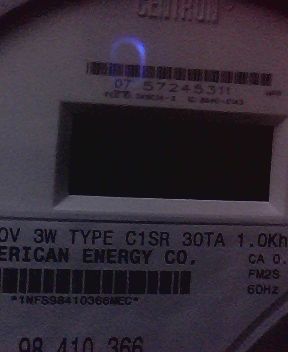 CENTRON
07 57245311
0V 3W TYPE C1SR 30TA 1.0Kh
ERICAN ENERGY CO.
CA 0.
FM2S
60Hz
*1NFS98410366MEC*
98 410 366